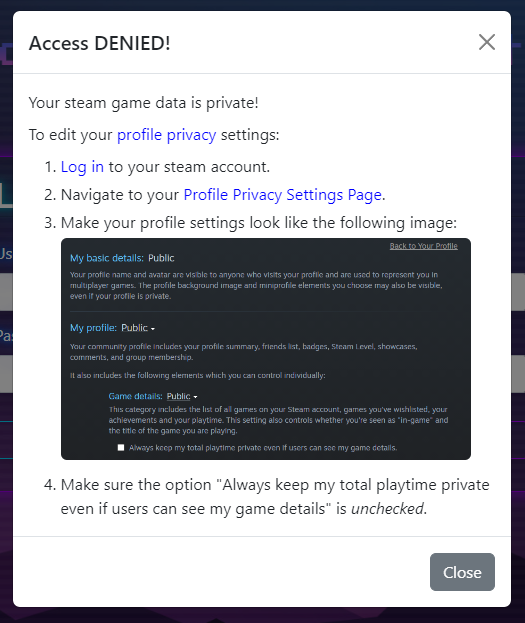 Access DENIED!
Your steam game data is private!
To edit your profile privacy settings:
1. Log in to your steam account.
2. Navigate to your Profile Privacy Settings Page.
3. Make your profile settings look like the following image:
Back to Your Profile
My basic details: Public
Your profile name and avatar are visible to anyone who visits your profile and are used to represent you in
multiplayer games. The profile background image and miniprofile elements you choose may also be visible,
even if your profile is private.
My profile: Public
Your community profile includes your profile summary, friends list, badges, Steam Level, showcases,
comments, and group membership.
It also includes the following elements which you can control individually:
Game details: Public
This category includes the list of all games on your Steam account, games you've wishlisted, your
achievements and your playtime. This setting also controls whether you're seen as "in-game" and
the title of the game you are playing.
Always keep my total playtime private even if users can see my game details.
4. Make sure the option "Always keep my total playtime private
even if users can see my game details" is unchecked.
Close